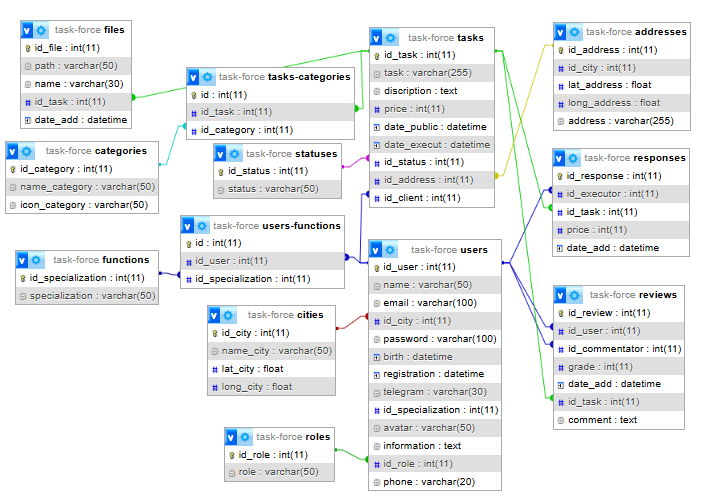 task-force files
id_file : int(11)
path : varchar(50)
name : varchar(30)
id_task : int(11)
date_add : datetime
task-force tasks-categories
id : int(11)
id_task : int(11)
id_category : int(11)
task-force tasks
id_task : int(11)
task : varchar(255)
discription : text
price : int(11)
date_public : datetime
date_execut : datetime
id_status : int(11)
id_address : int(11)
id_client : int(11)
task-force addresses
id_address : int(11)
id_city : int(11)
lat_address : float
long_address : float
address : varchar(255)
task-force categories
id_category : int(11)
name_category : varchar(50)
icon_category : varchar(50)
task-force statuses
id_status : int(11)
status : varchar(50)
task-force responses
id_response : int(11)
id_executor : int(11)
id_task : int(11)
price : int(11)
date_add : datetime
task-force functions
id_specialization : int(11)
specialization : varchar(50)
task-force users-functions
id : int(11)
id_user : int(11)
id_specialization : int(11)
task-force users
id_user : int(11)
name : varchar(50)
email : varchar(100)
id_city : int(11)
password : varchar(100)
birth : datetime
registration : datetime
telegram : varchar(30)
id_specialization : int(11)
avatar : varchar(50)
information : text
id_role : int(11)
phone : varchar(20)
task-force cities
id_city : int(11)
name_city : varchar(50)
lat_city : float
long_city : float
task-force reviews
id_review : int(11)
id_user : int(11)
id_commentator : int(11)
grade : int(11)
date_add : datetime
id_task : int(11)
comment : text
task-force roles
id_role : int(11)
role : varchar(50)